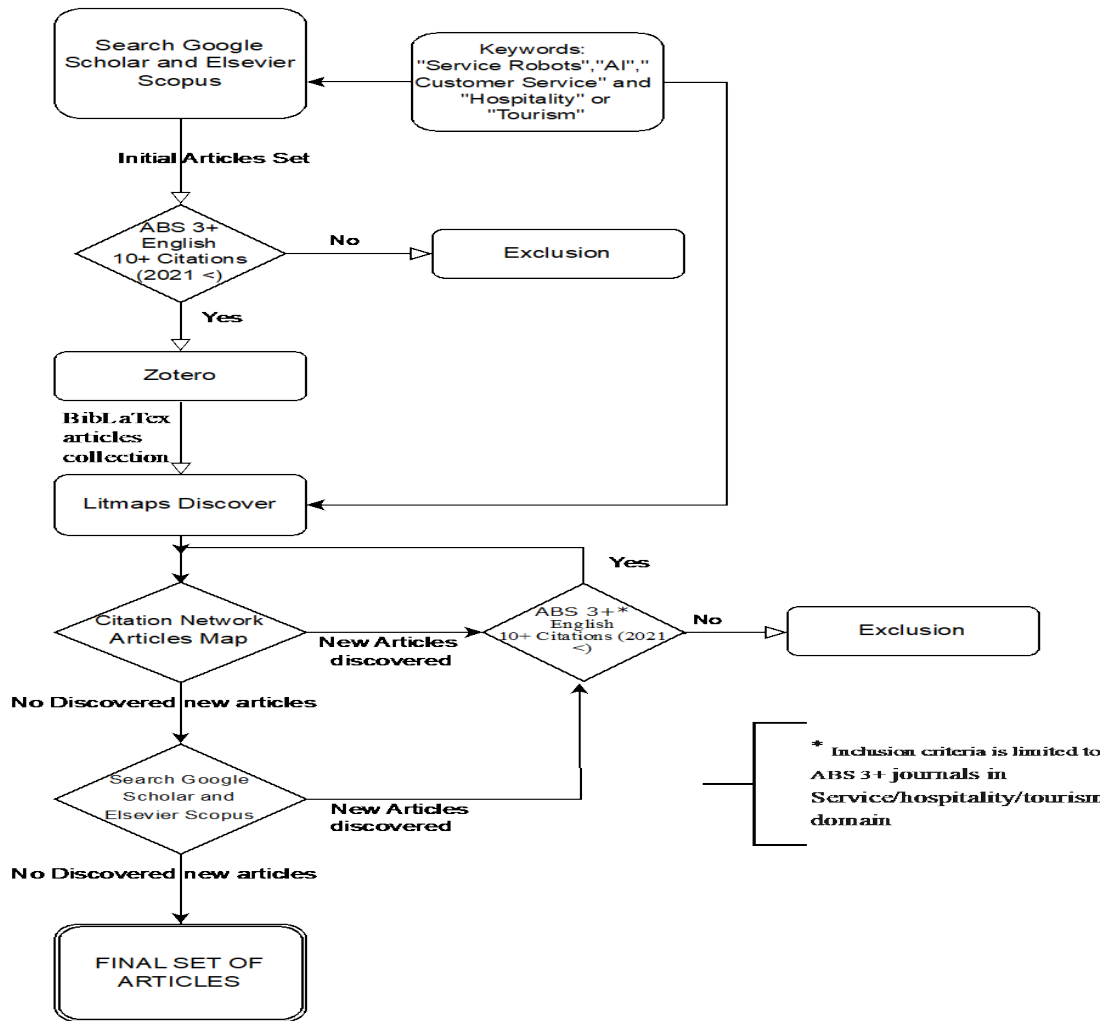 Search Google
Scholar and Elsevier
Scopus
Keywords:
"Service Robots","AI","
Customer Service" and
"Hospitality" or
"Tourism"
Initial Articles Set
ABS 3+
English
10+ Citations
(2021 <)
No
Exclusion
Yes
Zotero
BibLaTex
articles
collection
Litmaps Discover
Yes
Citation Network
Articles Map
New Articles
discovered
ABS 3+*
English
10+ Citations (2021
<)
No
Exclusion
No Discovered new articles
Search Google
Scholar and
Elsevier Scopus
New Articles
discovered
* Inclusion criteria is limited to
ABS 3+ journals in
Service/hospitality/tourism
domain
No Discovered new articles
FINAL SET OF
ARTICLES